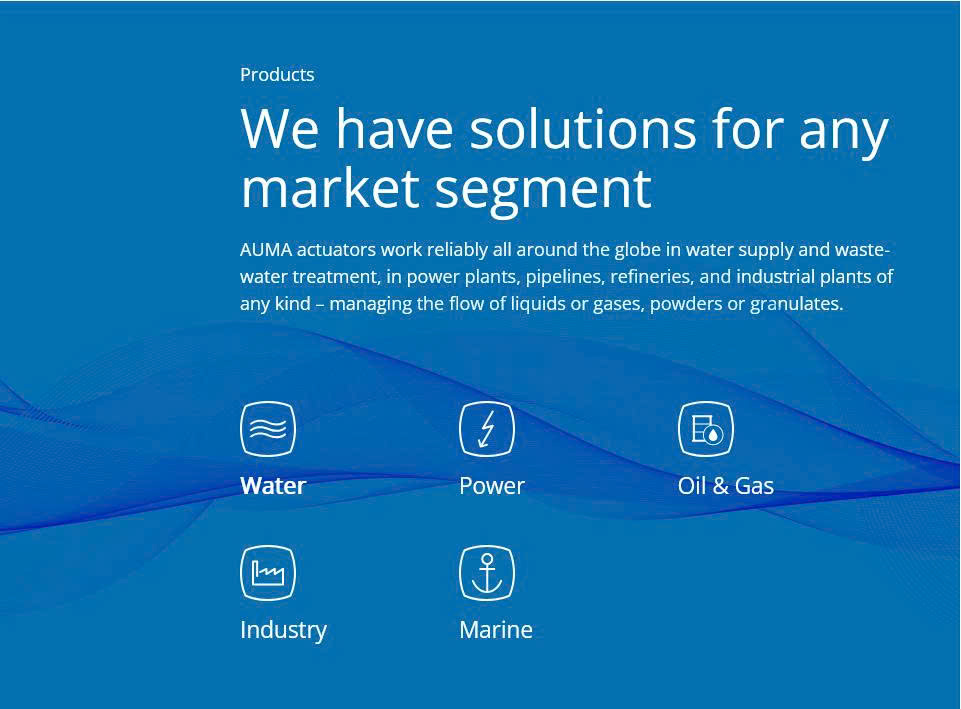 Products
We have solutions for any
market segment
AUMA actuators work reliably all around the globe in water supply and waste-
water treatment, in power plants, pipelines, refineries, and industrial plants of
any kind – managing the flow of liquids or gases, powders or granulates.
Water
Power
Oil & Gas
Industry
Marine